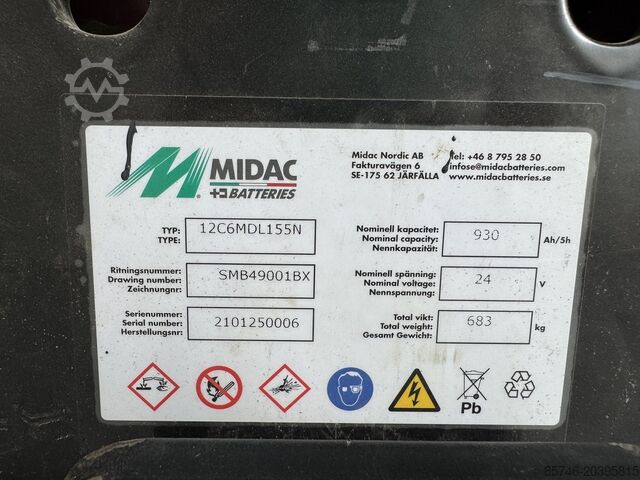 MIDAC
BATTERIES
Midac Nordic AB
Fakturavägen 6
SE-175 62 JÄRFÄLLA
Tel: +46 8 795 28 50
infose@midacbatteries.com
www.midacbatteries.se
TYP:
TYPE:
12C6MDL155N
Ritningsnummer:
Drawing number:
Zeichnungnr:
SMB49001BX
Serienummer:
Serial number:
Herstellungsnr:
2101250006
Nominell kapacitet:
Nominal capacity:
Nennkapazität:
930
Ah/5h
Nominell spänning:
Nominal voltage:
Nennspannung:
24
V
Total vikt:
Total weight:
Gesamt Gewicht:
683
kg
Pb
85746-20395815